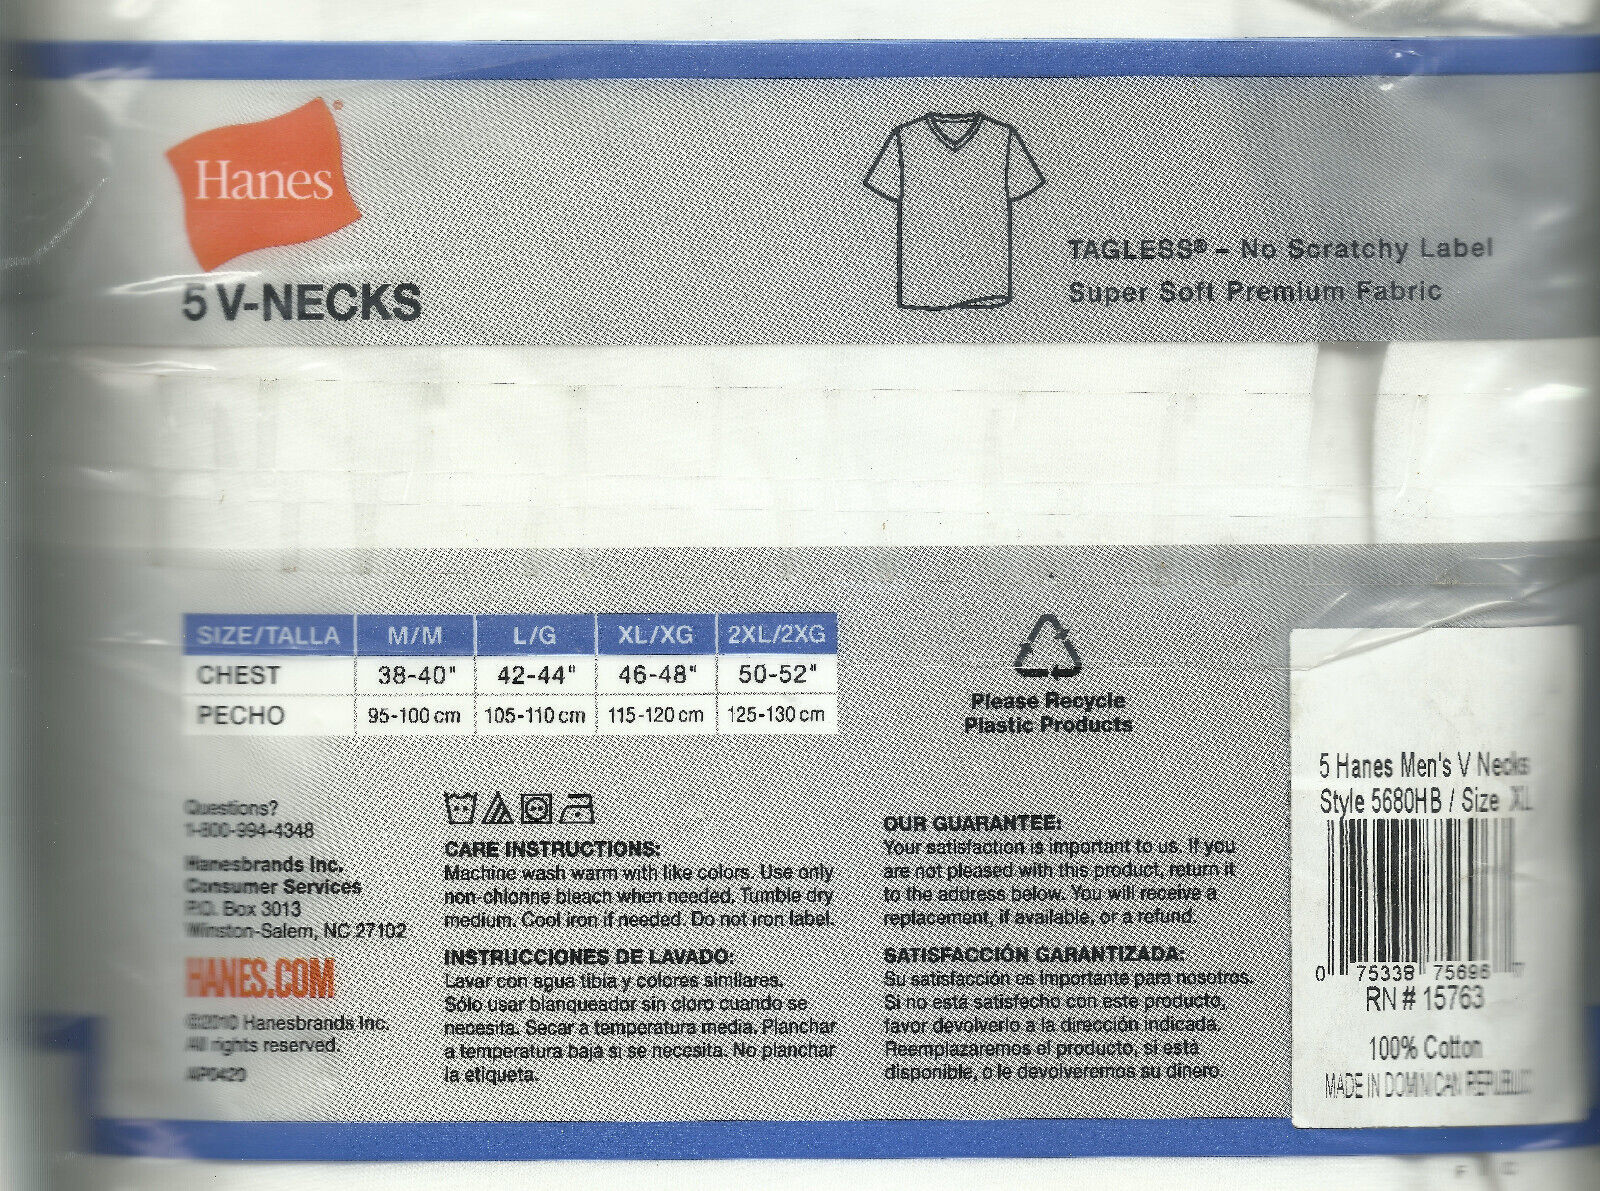 Hanes
5 V-NECKS
TAGLESS® – No Scratchy Label
Super Soft Premium Fabric
SIZE/TALLA M/M L/G XL/XG 2XL/2XG
CHEST 38-40" 42-44" 46-48" 50-52"
PECHO 95-100 cm 105-110 cm 115-120 cm 125-130 cm
Please Recycle
Plastic Products
Questions?
1-800-994-4348
Hanesbrands Inc.
Consumer Services
P.O. Box 3013
Winston-Salem, NC 27102
HANES.COM
©2010 Hanesbrands Inc.
All rights reserved.
AP0420
CARE INSTRUCTIONS:
Machine wash warm with like colors. Use only
non-chlorine bleach when needed. Tumble dry
medium. Cool iron if needed. Do not iron label.
INSTRUCCIONES DE LAVADO:
Lavar con agua tibia y colores similares.
Sólo usar blanqueador sin cloro cuando se
necesita. Secar a temperatura media. Planchar
a temperatura baja si se necesita. No planchar
la etiqueta.
OUR GUARANTEE:
Your satisfaction is important to us. If you
are not pleased with this product, return it
to the address below. You will receive a
replacement, if available, or a refund.
SATISFACCIÓN GARANTIZADA:
Su satisfacción es importante para nosotros.
Si no está satisfecho con este producto,
favor devolverlo a la dirección indicada.
Reemplazaremos el producto, si está
disponible, o le devolveremos su dinero.
5 Hanes Men's V Necks
Style 5680HB / Size XL
0 75338 75696 7
RN # 15763
100% Cotton
MADE IN DOMINICAN REPUBLIC